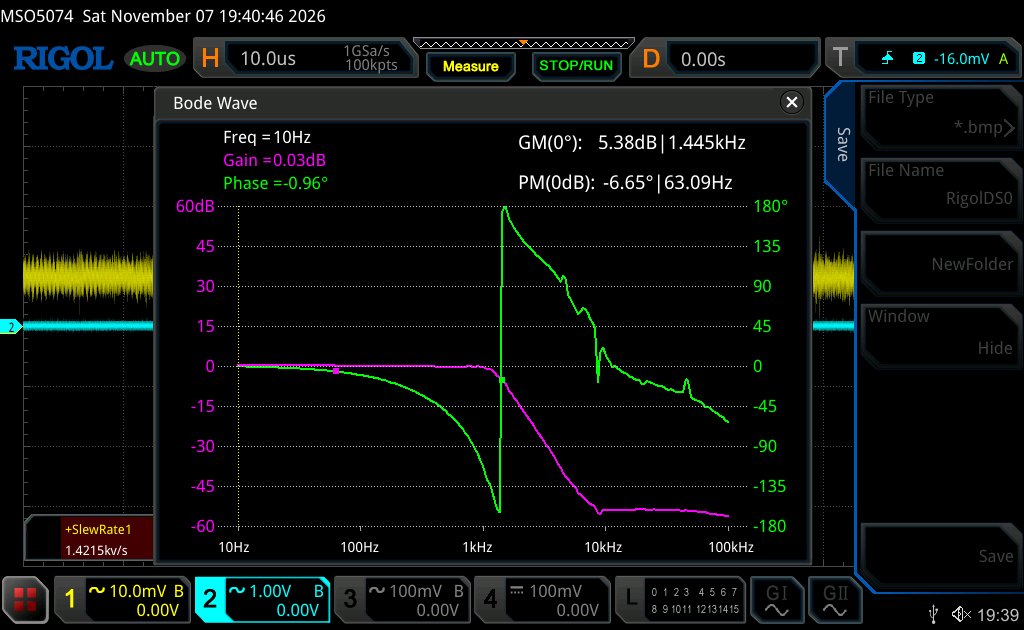 MSO5074 Sat November 07 19:40:46 2026
RIGOL AUTO H 10.0us 1GSa/s 100kpts Measure STOP/RUN D 0.00s T 2 -16.0mV A
Bode Wave
Freq =10Hz
Gain =0.03dB
Phase =-0.96°
GM(0°): 5.38dB|1.445kHz
PM(0dB): -6.65°|63.09Hz
60dB 180°
45 135
30 90
15 45
0 0
-15 -45
-30 -90
-45 -135
-60 -180
10Hz 100Hz 1kHz 10kHz 100kHz
2
+SlewRate1
1.4215kv/s
Save
File Type
*.bmp
File Name
RigolDS0
NewFolder
Window
Hide
Save
1 10.0mV B
0.00V
2 1.00V B
0.00V
3 100mV B
0.00V
4 100mV
0.00V
L 0 1 2 3 4 5 6 7
8 9 10 11 12 13 14 15
GI
GII
19:39